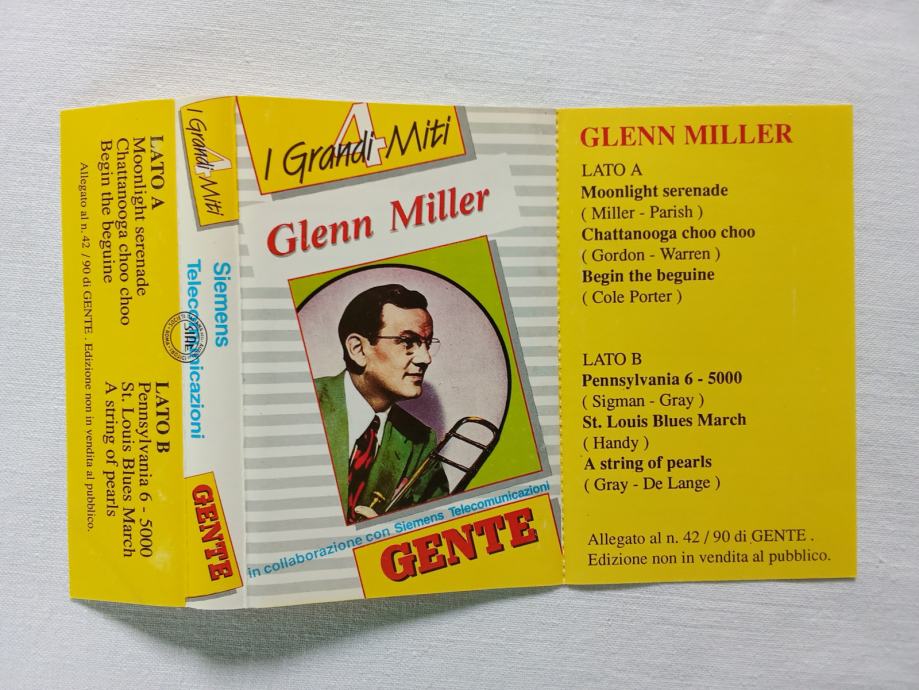 LATO A
Moonlight serenade
Chattanooga choo choo
Begin the beguine
LATO B
Pennsylvania 6 - 5000
St. Louis Blues March
A string of pearls
Allegato al n. 42 / 90 di GENTE . Edizione non in vendita al pubblico.
4
I Grandi Miti
Siemens
Telecomunicazioni
SIAE
GENTE
4
I Grandi Miti
Glenn Miller
in collaborazione con Siemens Telecomunicazioni
GENTE
GLENN MILLER
LATO A
Moonlight serenade
( Miller - Parish )
Chattanooga choo choo
( Gordon - Warren )
Begin the beguine
( Cole Porter )
LATO B
Pennsylvania 6 - 5000
( Sigman - Gray )
St. Louis Blues March
( Handy )
A string of pearls
( Gray - De Lange )
Allegato al n. 42 / 90 di GENTE .
Edizione non in vendita al pubblico.